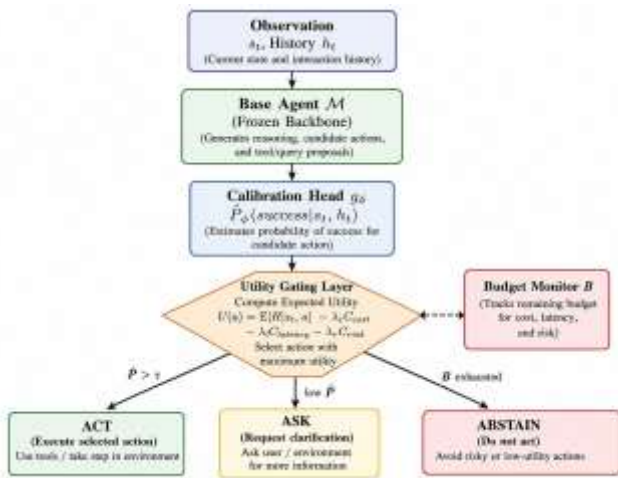 Observation
s_t, History h_t
(Current state and interaction history)
Base Agent M
(Frozen Backbone)
(Generates reasoning, candidate actions,
and tool/query proposals)
Calibration Head g_ϕ
P̂_ϕ(success|s_t, h_t)
(Estimates probability of success for
candidate action)
Utility Gating Layer
Compute Expected Utility
U(a) = E[R|s_t, a] − λ_c C_cost
− λ_l C_latency − λ_r C_risk
Select action with
maximum utility
Budget Monitor B
(Tracks remaining budget
for cost, latency,
and risk)
P̂ > τ
low P̂
B exhausted
ACT
(Execute selected action)
Use tools / take step in environment
ASK
(Request clarification)
Ask user / environment
for more information
ABSTAIN
(Do not act)
Avoid risky or low-utility actions